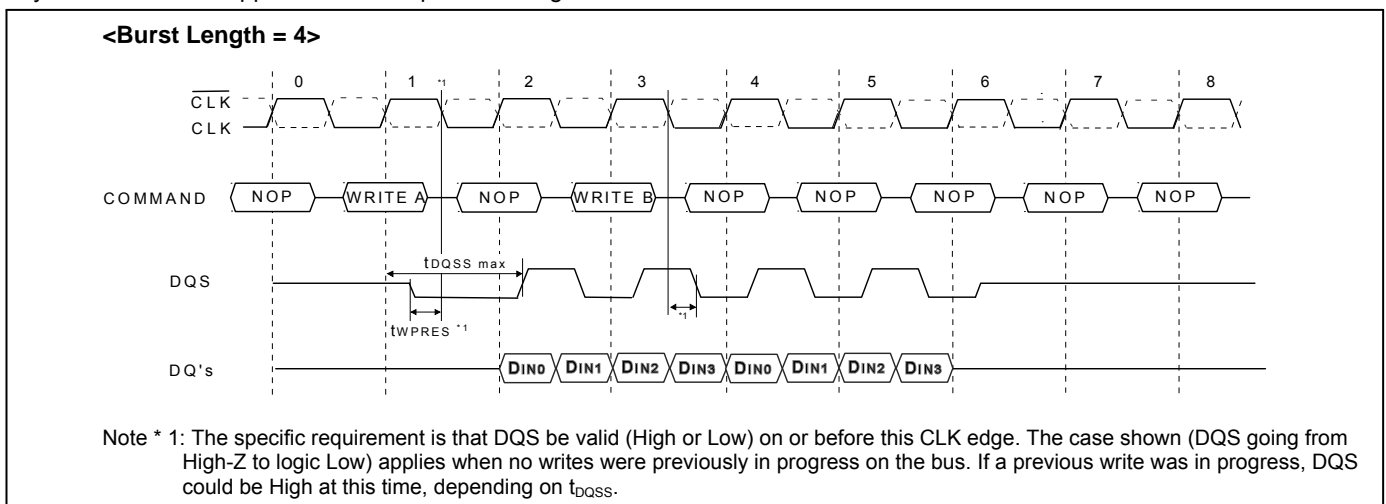 <Burst Length = 4>
0 1 *1 2 3 4 5 6 7 8
CLK
CLK
COMMAND NOP WRITE A NOP WRITE B NOP NOP NOP NOP NOP
tDQSS max
DQS
*1
tWPRES *1
DQ's DIN0 DIN1 DIN2 DIN3 DIN0 DIN1 DIN2 DIN3
Note * 1: The specific requirement is that DQS be valid (High or Low) on or before this CLK edge. The case shown (DQS going from
High-Z to logic Low) applies when no writes were previously in progress on the bus. If a previous write was in progress, DQS
could be High at this time, depending on tDQSS.